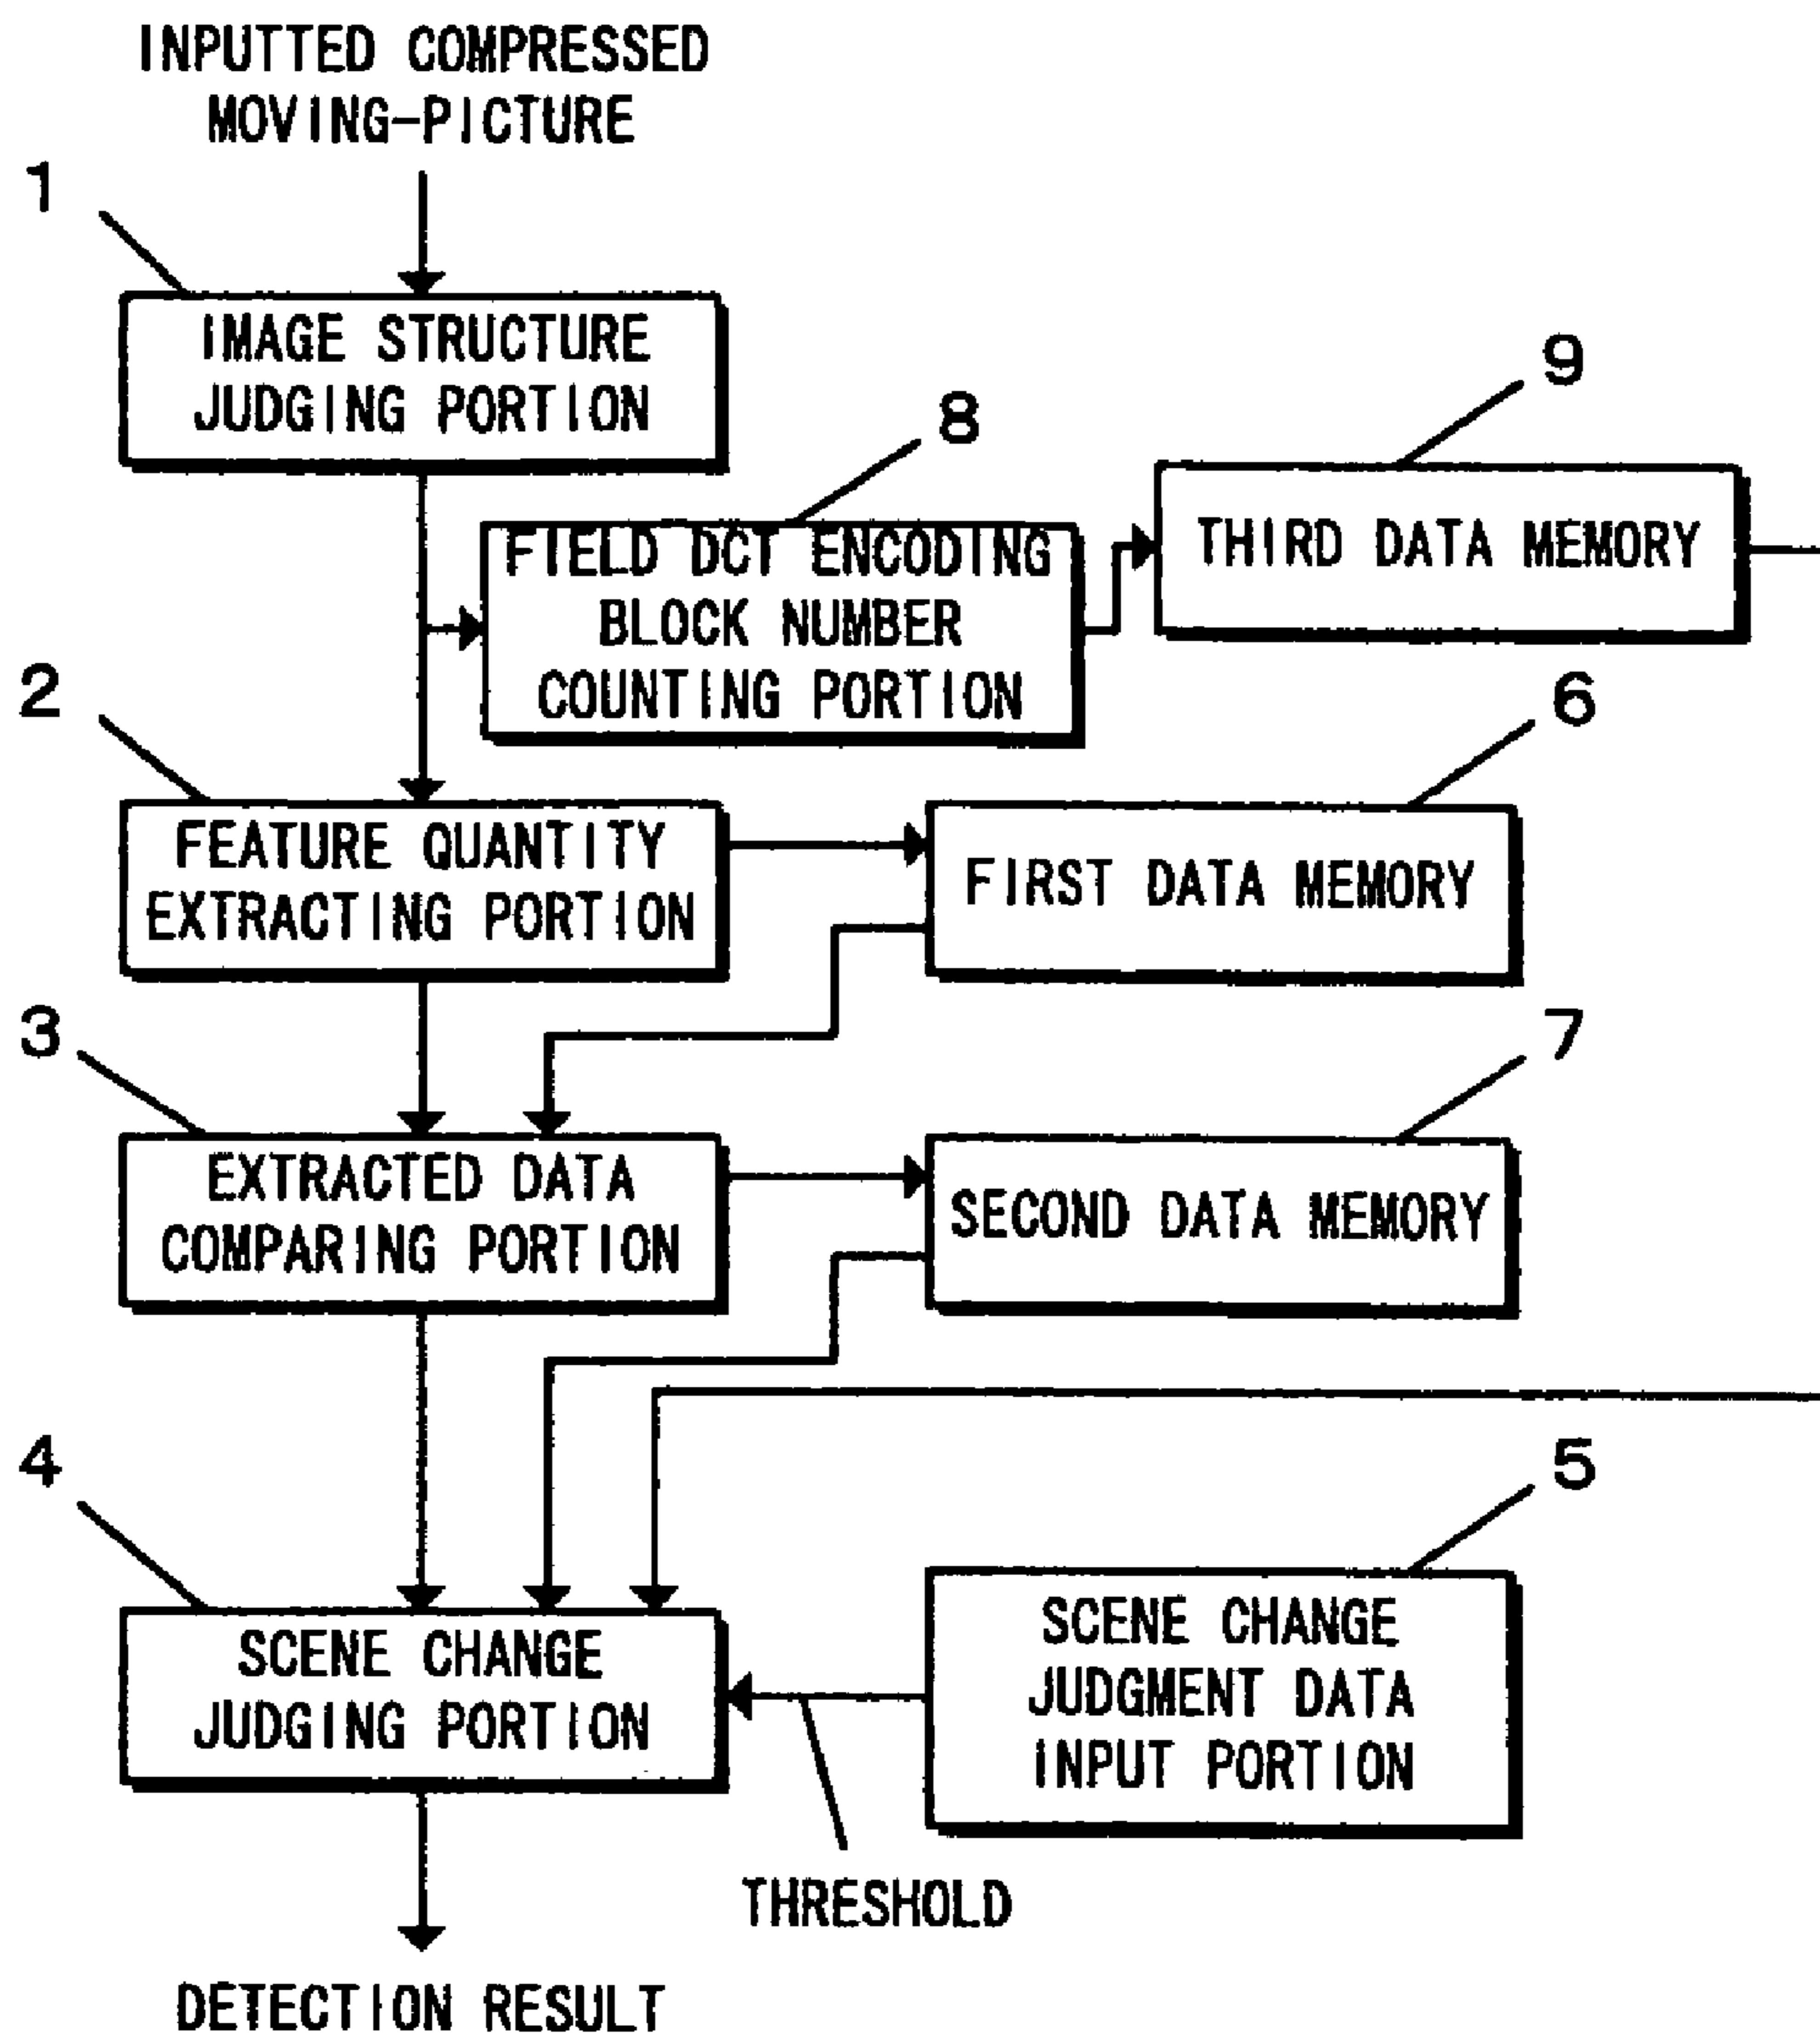 INPUTTED COMPRESSED
MOVING-PICTURE
1
IMAGE STRUCTURE
JUDGING PORTION
8
FIELD DCT ENCODING
BLOCK NUMBER
COUNTING PORTION
9
THIRD DATA MEMORY
2
FEATURE QUANTITY
EXTRACTING PORTION
6
FIRST DATA MEMORY
3
EXTRACTED DATA
COMPARING PORTION
7
SECOND DATA MEMORY
4
SCENE CHANGE
JUDGING PORTION
5
SCENE CHANGE
JUDGMENT DATA
INPUT PORTION
THRESHOLD
DETECTION RESULT